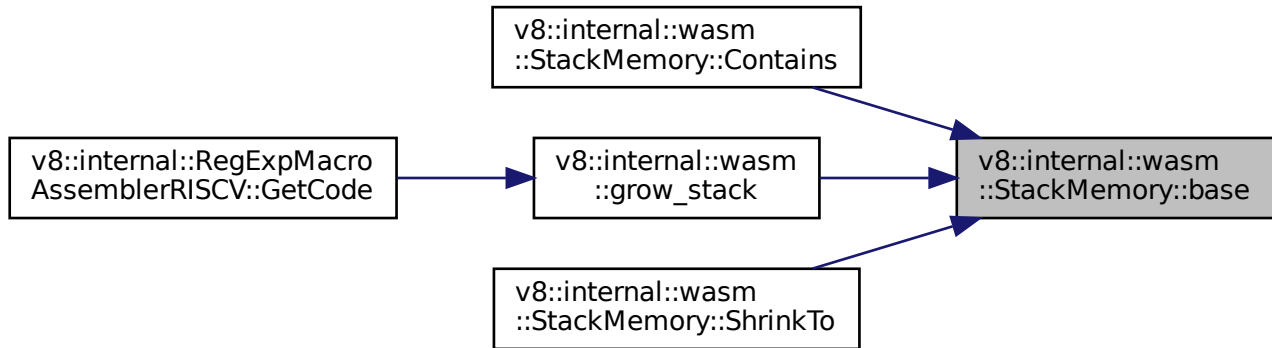 v8::internal::wasm
::StackMemory::Contains
v8::internal::RegExpMacro
AssemblerRISCV::GetCode
v8::internal::wasm
::grow_stack
v8::internal::wasm
::StackMemory::base
v8::internal::wasm
::StackMemory::ShrinkTo